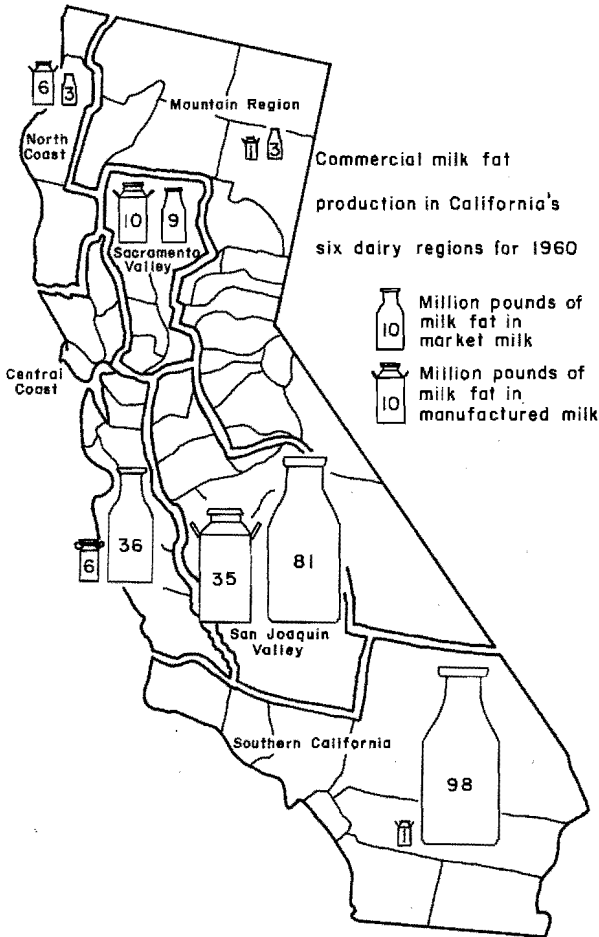 6
3
North
Coast
Mountain Region
1
3
Commercial milk fat
production in California's
six dairy regions for 1960
10
9
Sacramento
Valley
10
Million pounds of
milk fat in
market milk
10
Million pounds of
milk fat in
manufactured milk
Central
Coast
36
6
35
81
San Joaquin
Valley
Southern California
98
1